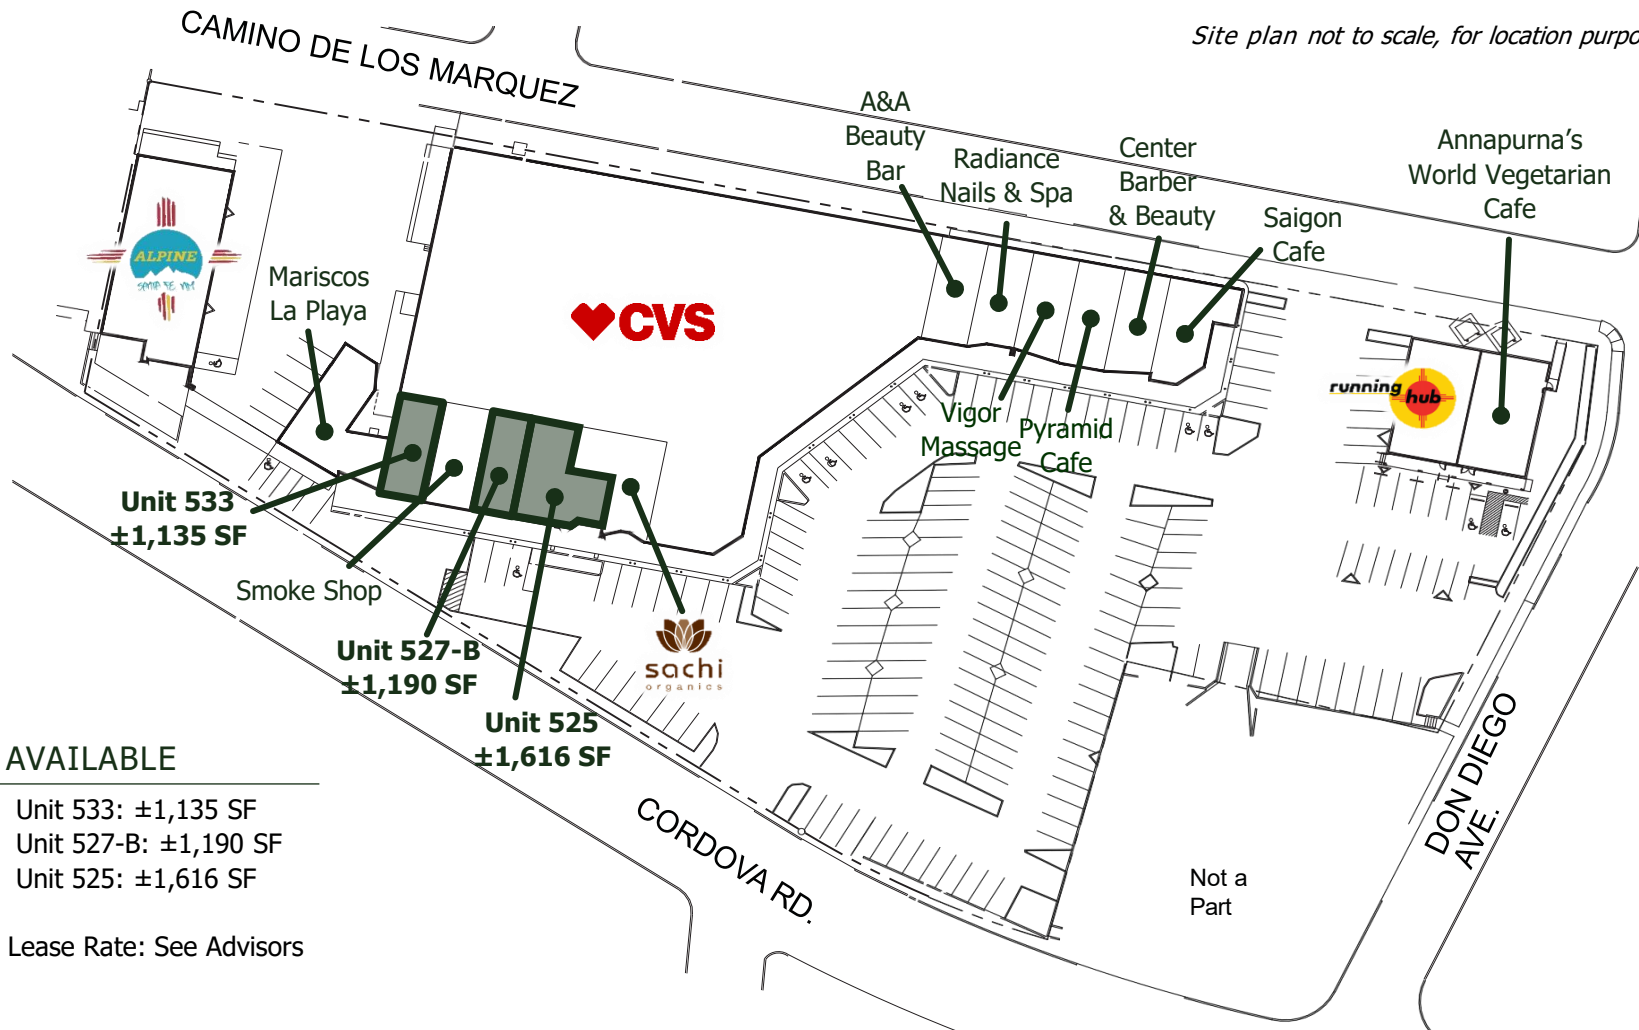 Site plan not to scale, for location purpo
CAMINO DE LOS MARQUEZ
A&A
Beauty
Bar
Radiance
Nails & Spa
Center
Barber
& Beauty
Saigon
Cafe
Annapurna’s
World Vegetarian
Cafe
ALPINE
SANTA FE NM
Mariscos
La Playa
CVS
running
hub
Vigor
Massage
Pyramid
Cafe
Unit 533
±1,135 SF
Smoke Shop
Unit 527-B
±1,190 SF
sachi
organics
Unit 525
±1,616 SF
AVAILABLE
Unit 533: ±1,135 SF
Unit 527-B: ±1,190 SF
Unit 525: ±1,616 SF
Lease Rate: See Advisors
CORDOVA RD.
Not a
Part
DON DIEGO
AVE.